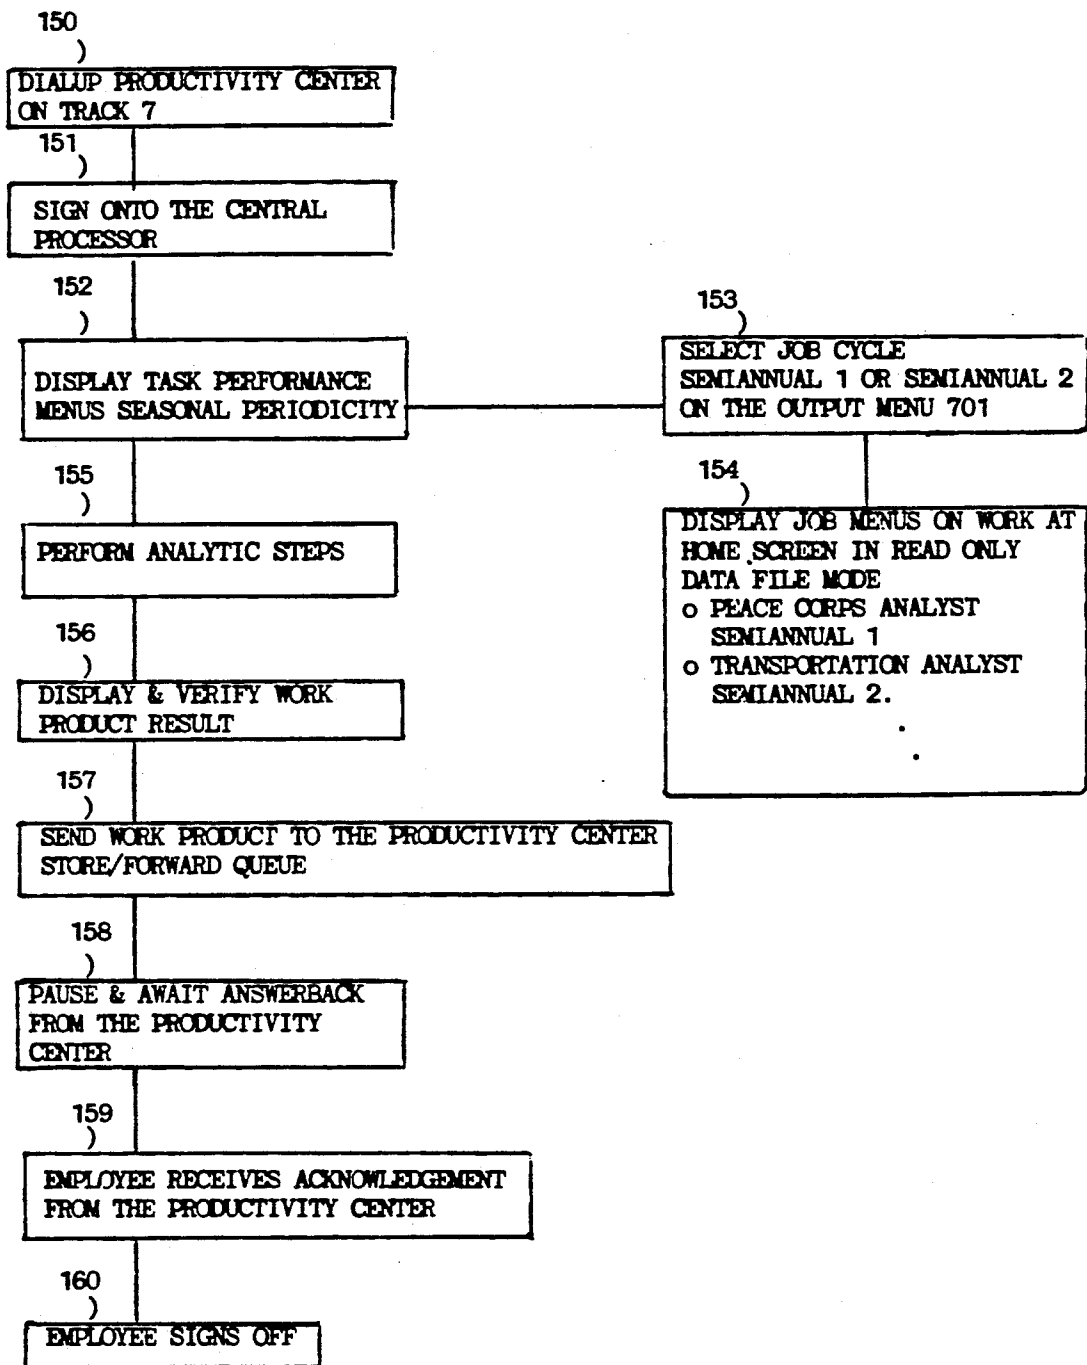 150
DIALUP PRODUCTIVITY CENTER
ON TRACK 7
151
SIGN ONTO THE CENTRAL
PROCESSOR
152
DISPLAY TASK PERFORMANCE
MENUS SEASONAL PERIODICITY
153
SELECT JOB CYCLE
SEMIANNUAL 1 OR SEMIANNUAL 2
ON THE OUTPUT MENU 701
154
DISPLAY JOB MENUS ON WORK AT
HOME SCREEN IN READ ONLY
DATA FILE MODE
o PEACE CORPS ANALYST
SEMIANNUAL 1
o TRANSPORTATION ANALYST
SEMIANNUAL 2.
.
.
155
PERFORM ANALYTIC STEPS
156
DISPLAY & VERIFY WORK
PRODUCT RESULT
157
SEND WORK PRODUCT TO THE PRODUCTIVITY CENTER
STORE/FORWARD QUEUE
158
PAUSE & AWAIT ANSWERBACK
FROM THE PRODUCTIVITY
CENTER
159
EMPLOYEE RECEIVES ACKNOWLEDGEMENT
FROM THE PRODUCTIVITY CENTER
160
EMPLOYEE SIGNS OFF